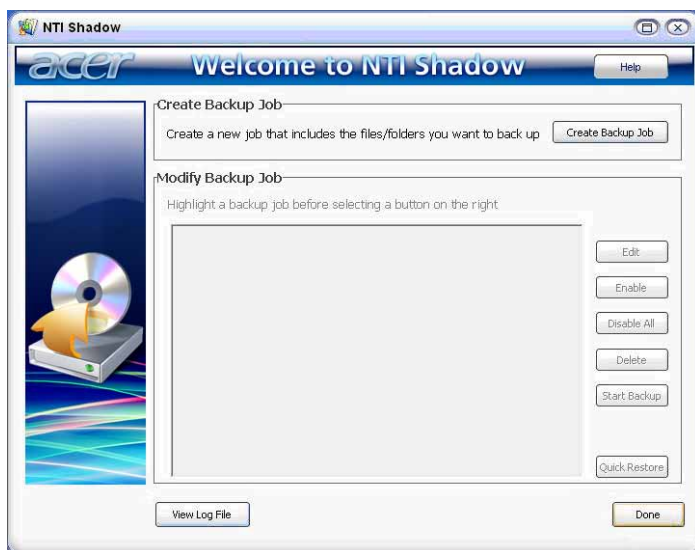 NTI Shadow
acer Welcome to NTI Shadow Help
Create Backup Job
Create a new job that includes the files/folders you want to back up Create Backup Job
Modify Backup Job
Highlight a backup job before selecting a button on the right
Edit
Enable
Disable All
Delete
Start Backup
Quick Restore
View Log File Done